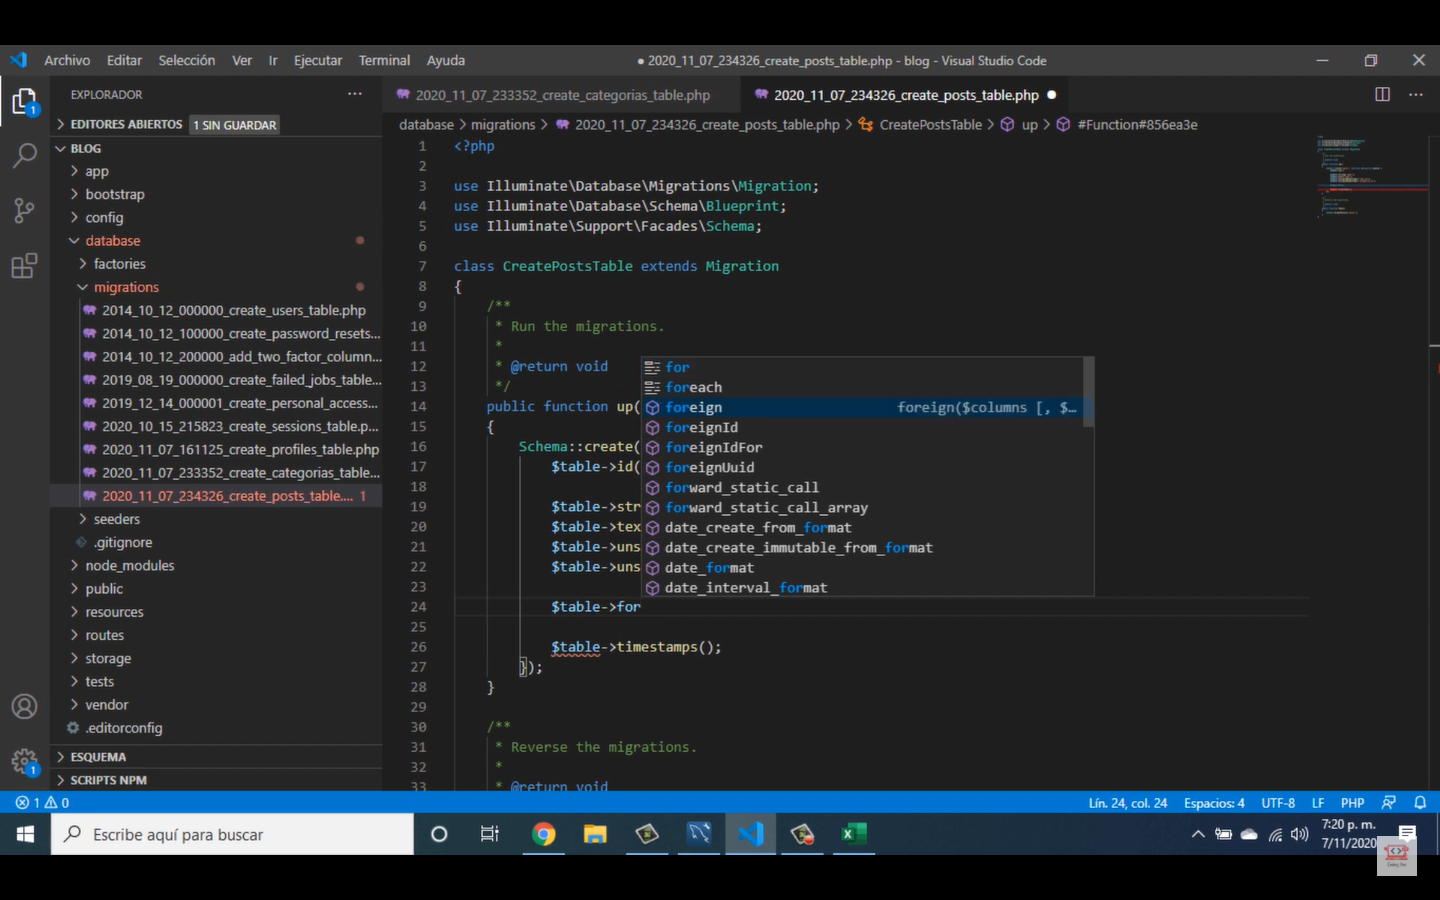 Archivo Editar Selección Ver Ir Ejecutar Terminal Ayuda
● 2020_11_07_234326_create_posts_table.php - blog - Visual Studio Code
EXPLORADOR
2020_11_07_233352_create_categorias_table.php
2020_11_07_234326_create_posts_table.php ●
EDITORES ABIERTOS 1 SIN GUARDAR
database > migrations > 2020_11_07_234326_create_posts_table.php > CreatePostsTable > up > #Function#856ea3e
BLOG
app
bootstrap
config
database
factories
migrations
2014_10_12_000000_create_users_table.php
2014_10_12_100000_create_password_resets...
2014_10_12_200000_add_two_factor_column...
2019_08_19_000000_create_failed_jobs_table...
2019_12_14_000001_create_personal_access...
2020_10_15_215823_create_sessions_table.p...
2020_11_07_161125_create_profiles_table.php
2020_11_07_233352_create_categorias_table...
2020_11_07_234326_create_posts_table.... 1
seeders
.gitignore
node_modules
public
resources
routes
storage
tests
vendor
.editorconfig
ESQUEMA
SCRIPTS NPM
1 <?php
2
3 use Illuminate\Database\Migrations\Migration;
4 use Illuminate\Database\Schema\Blueprint;
5 use Illuminate\Support\Facades\Schema;
6
7 class CreatePostsTable extends Migration
8 {
9 /**
10 * Run the migrations.
11 *
12 * @return void
13 */
14 public function up(
15 {
16 Schema::create(
17 $table->id(
18
19 $table->str
20 $table->tex
21 $table->uns
22 $table->uns
23
24 $table->for
25
26 $table->timestamps();
27 });
28 }
29
30 /**
31 * Reverse the migrations.
32 *
33 * @return void
for
foreach
foreign foreign($columns [, $...
foreignId
foreignIdFor
foreignUuid
forward_static_call
forward_static_call_array
date_create_from_format
date_create_immutable_from_format
date_format
date_interval_format
1 0
Lín. 24, col. 24 Espacios: 4 UTF-8 LF PHP
Escribe aquí para buscar
7:20 p. m.
7/11/2020